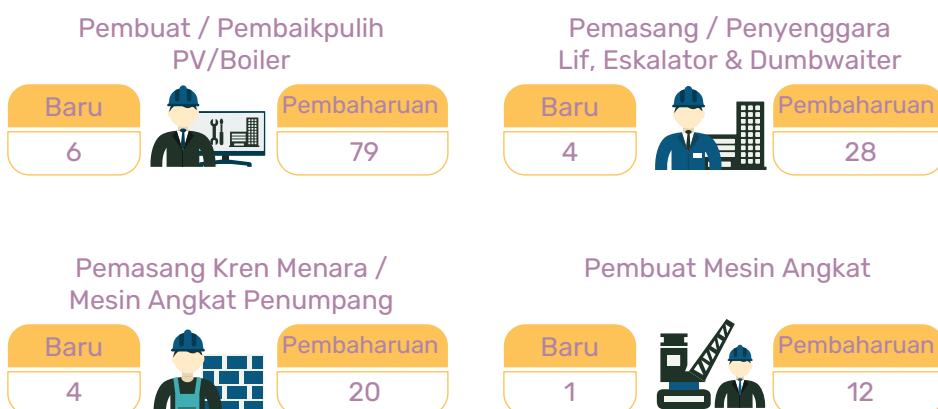 Pembuat / Pembaikpulih
PV/Boiler
Baru
Pembaharuan
6
79
Pemasang / Penyenggara
Lif, Eskalator & Dumbwaiter
Baru
Pembaharuan
4
28
Pemasang Kren Menara /
Mesin Angkat Penumpang
Baru
Pembaharuan
4
20
Pembuat Mesin Angkat
Baru
Pembaharuan
1
12